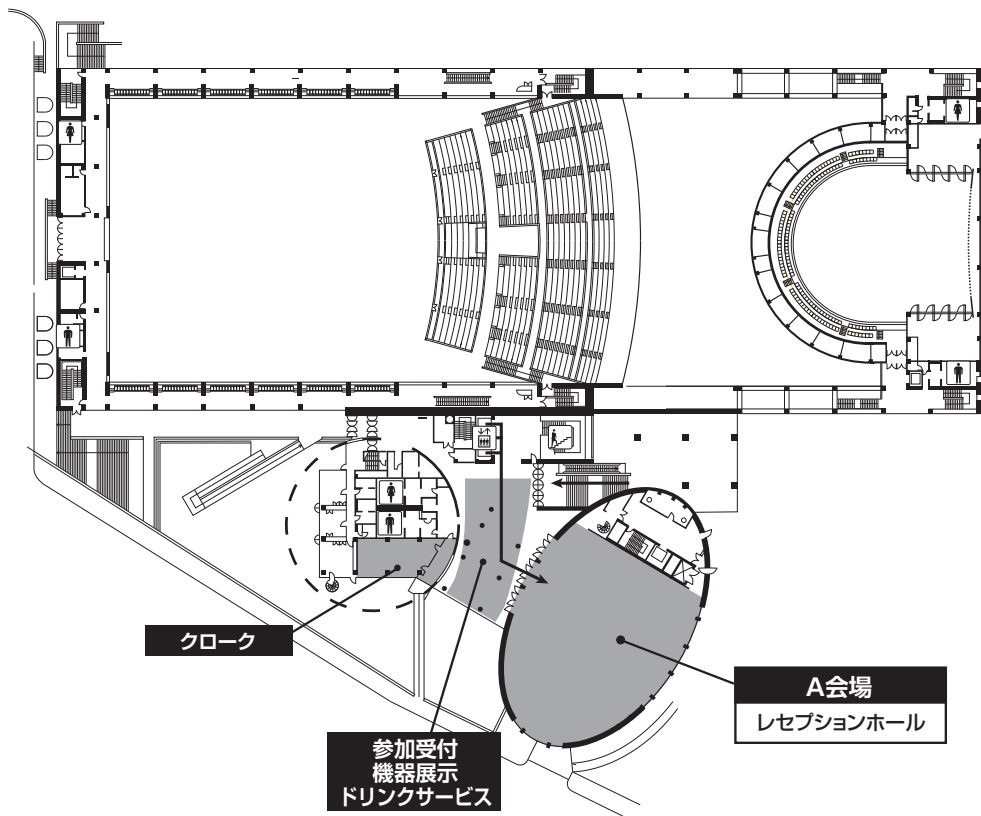 クローク
参加受付
機器展示
ドリンクサービス
A会場
レセプションホール